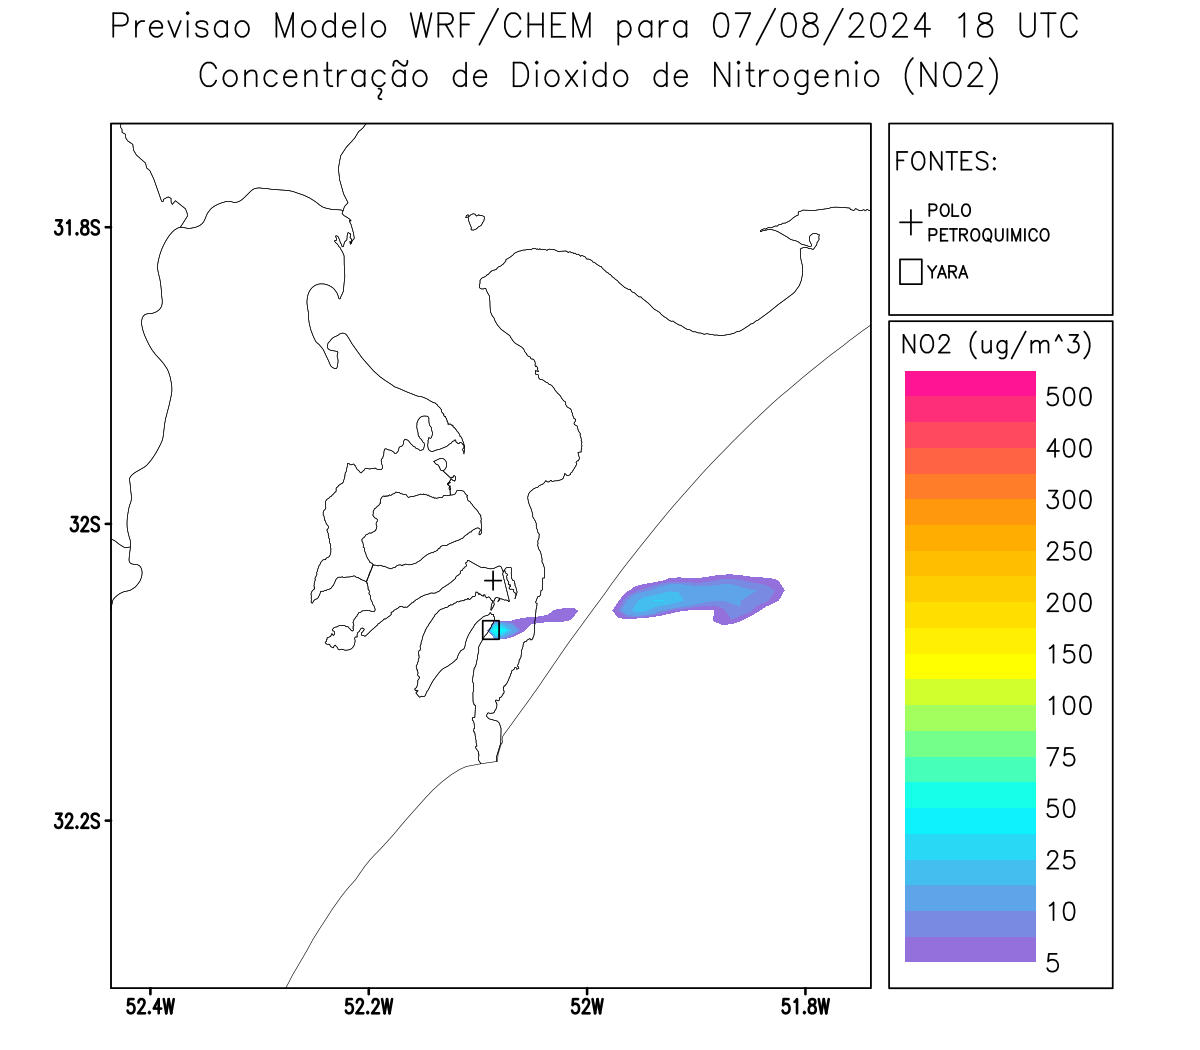 Previsao Modelo WRF/CHEM para 07/08/2024 18 UTC
Concentração de Dioxido de Nitrogenio (NO2)
FONTES:
POLO
PETROQUIMICO
YARA
31.8S
32S
32.2S
52.4W
52.2W
52W
51.8W
NO2 (ug/m^3)
500
400
300
250
200
150
100
75
50
25
10
5